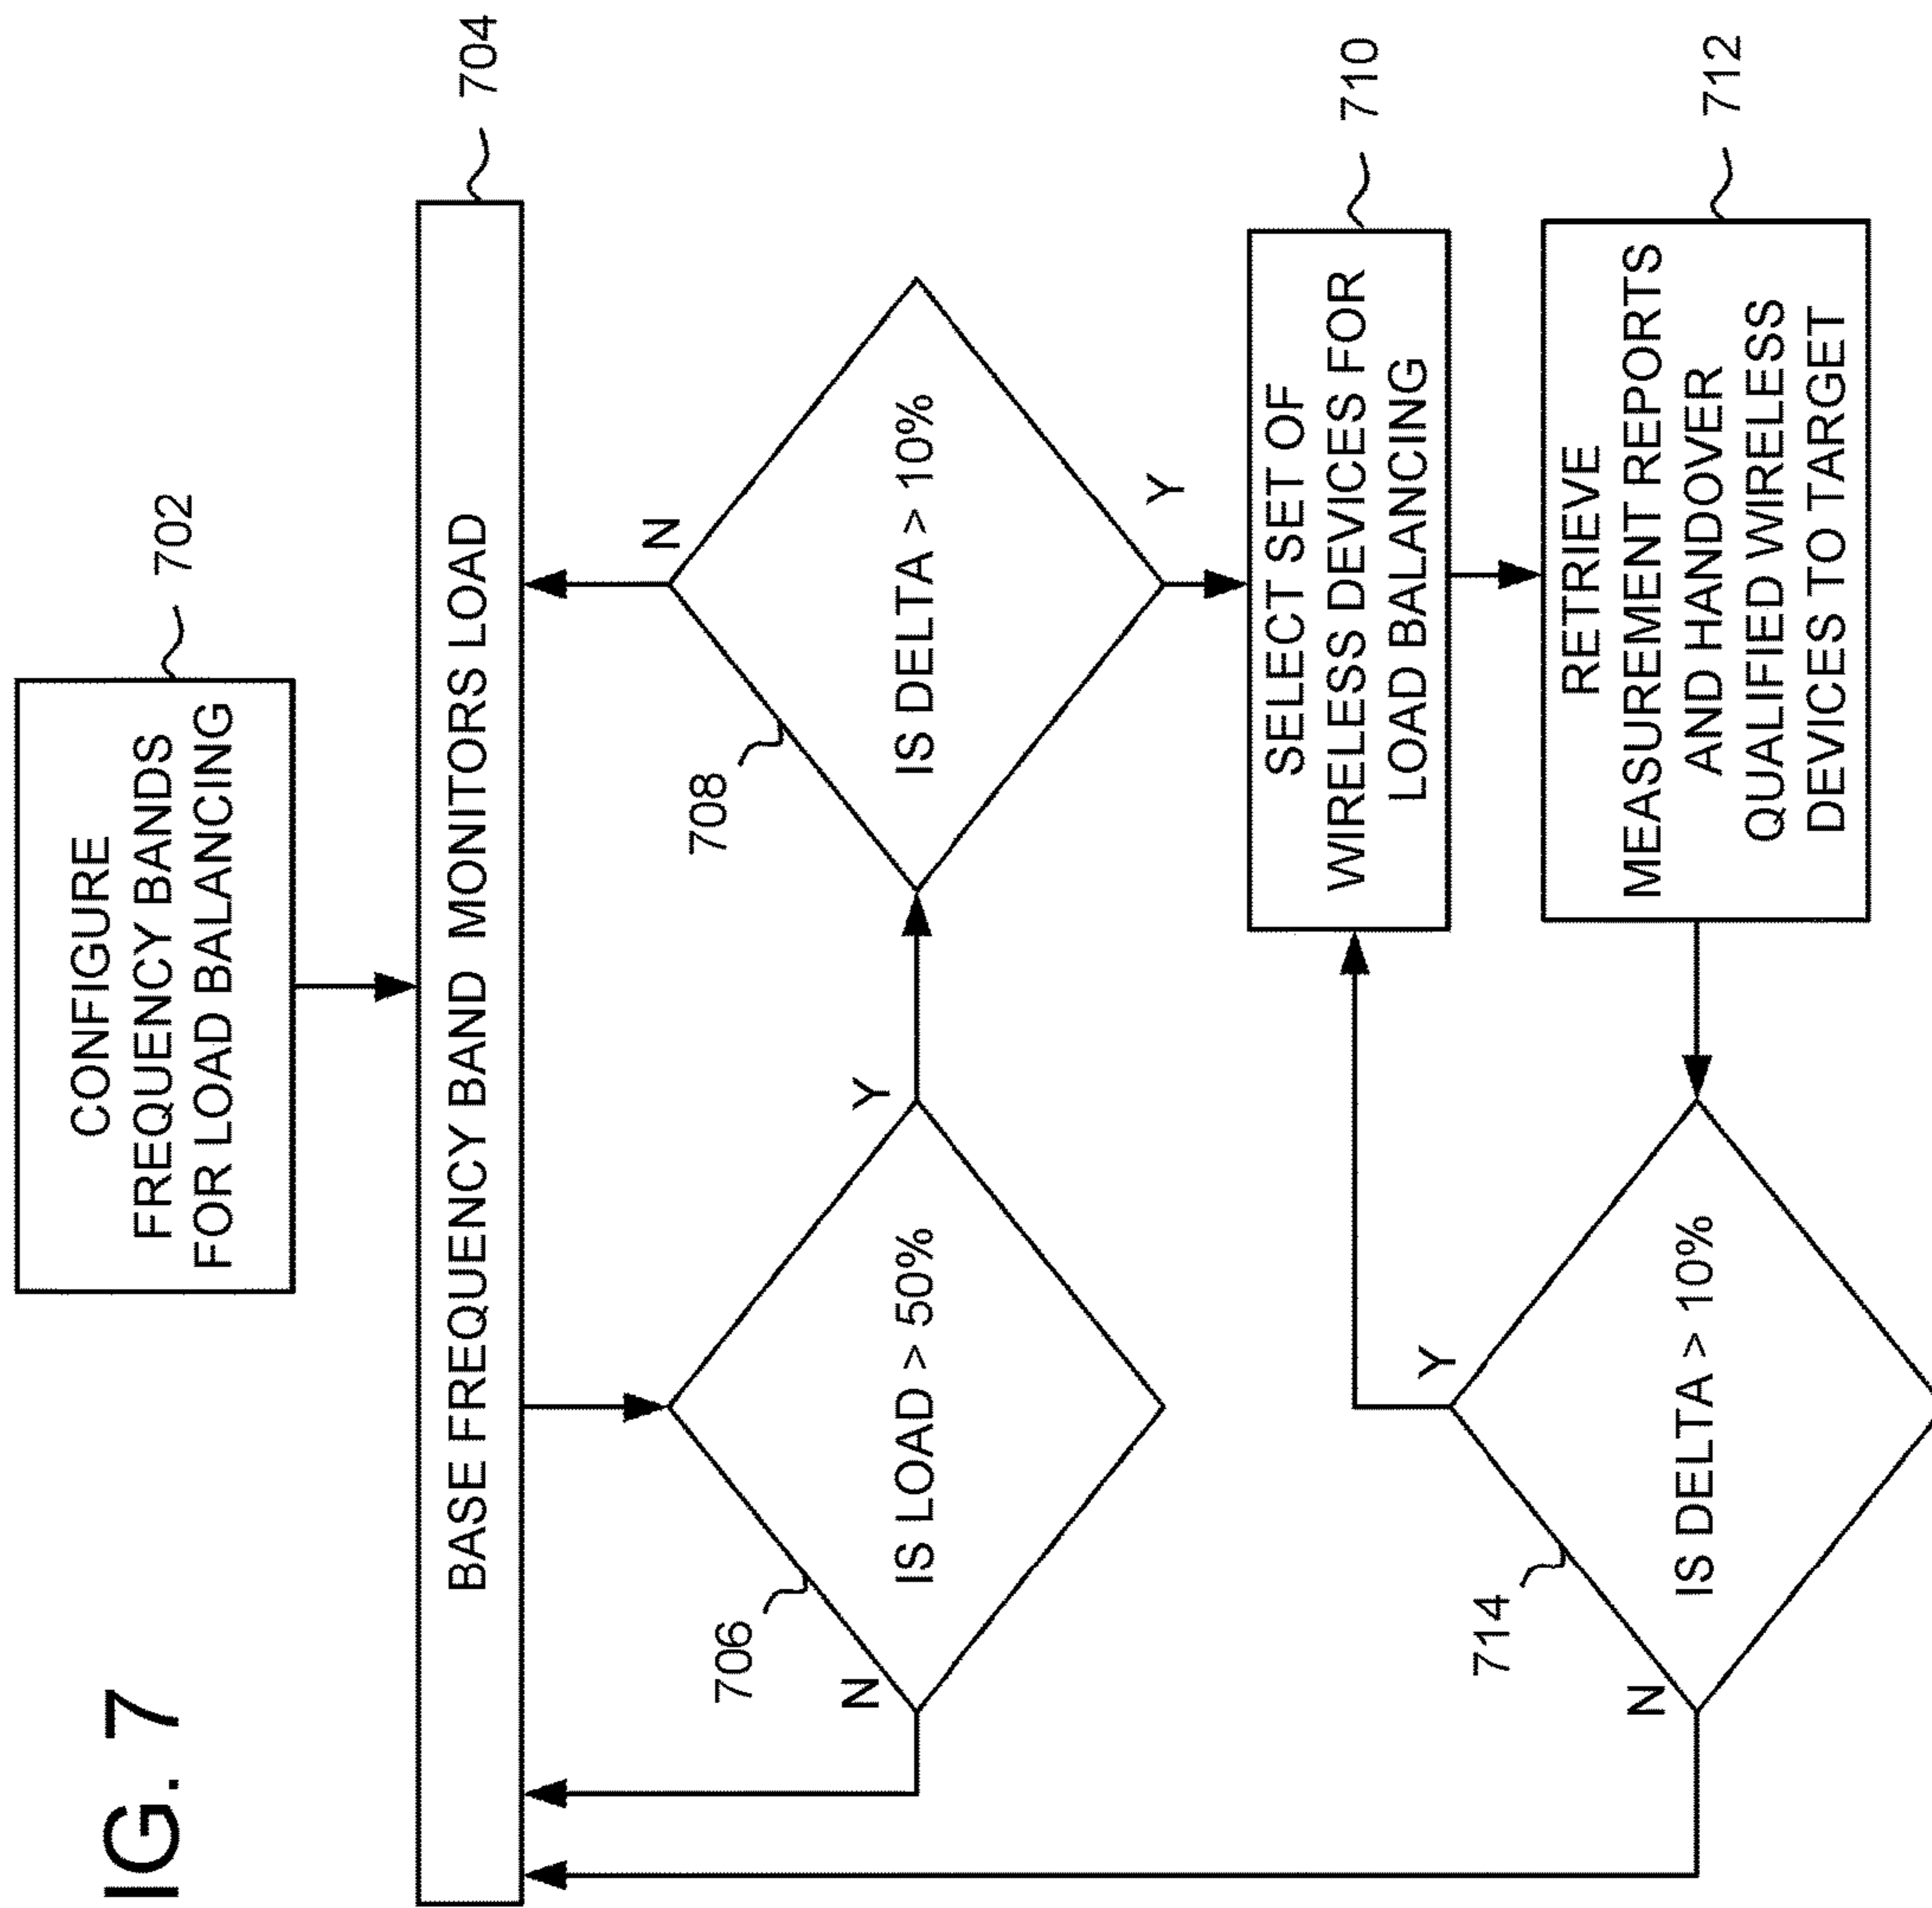 IG. 7
CONFIGURE
FREQUENCY BANDS
FOR LOAD BALANCING
702
BASE FREQUENCY BAND MONITORS LOAD
704
706
N
IS LOAD > 50%
Y
708
N
IS DELTA > 10%
Y
SELECT SET OF
WIRELESS DEVICES FOR
LOAD BALANCING
710
RETRIEVE
MEASUREMENT REPORTS
AND HANDOVER
QUALIFIED WIRELESS
DEVICES TO TARGET
712
714
N
IS DELTA > 10%
Y